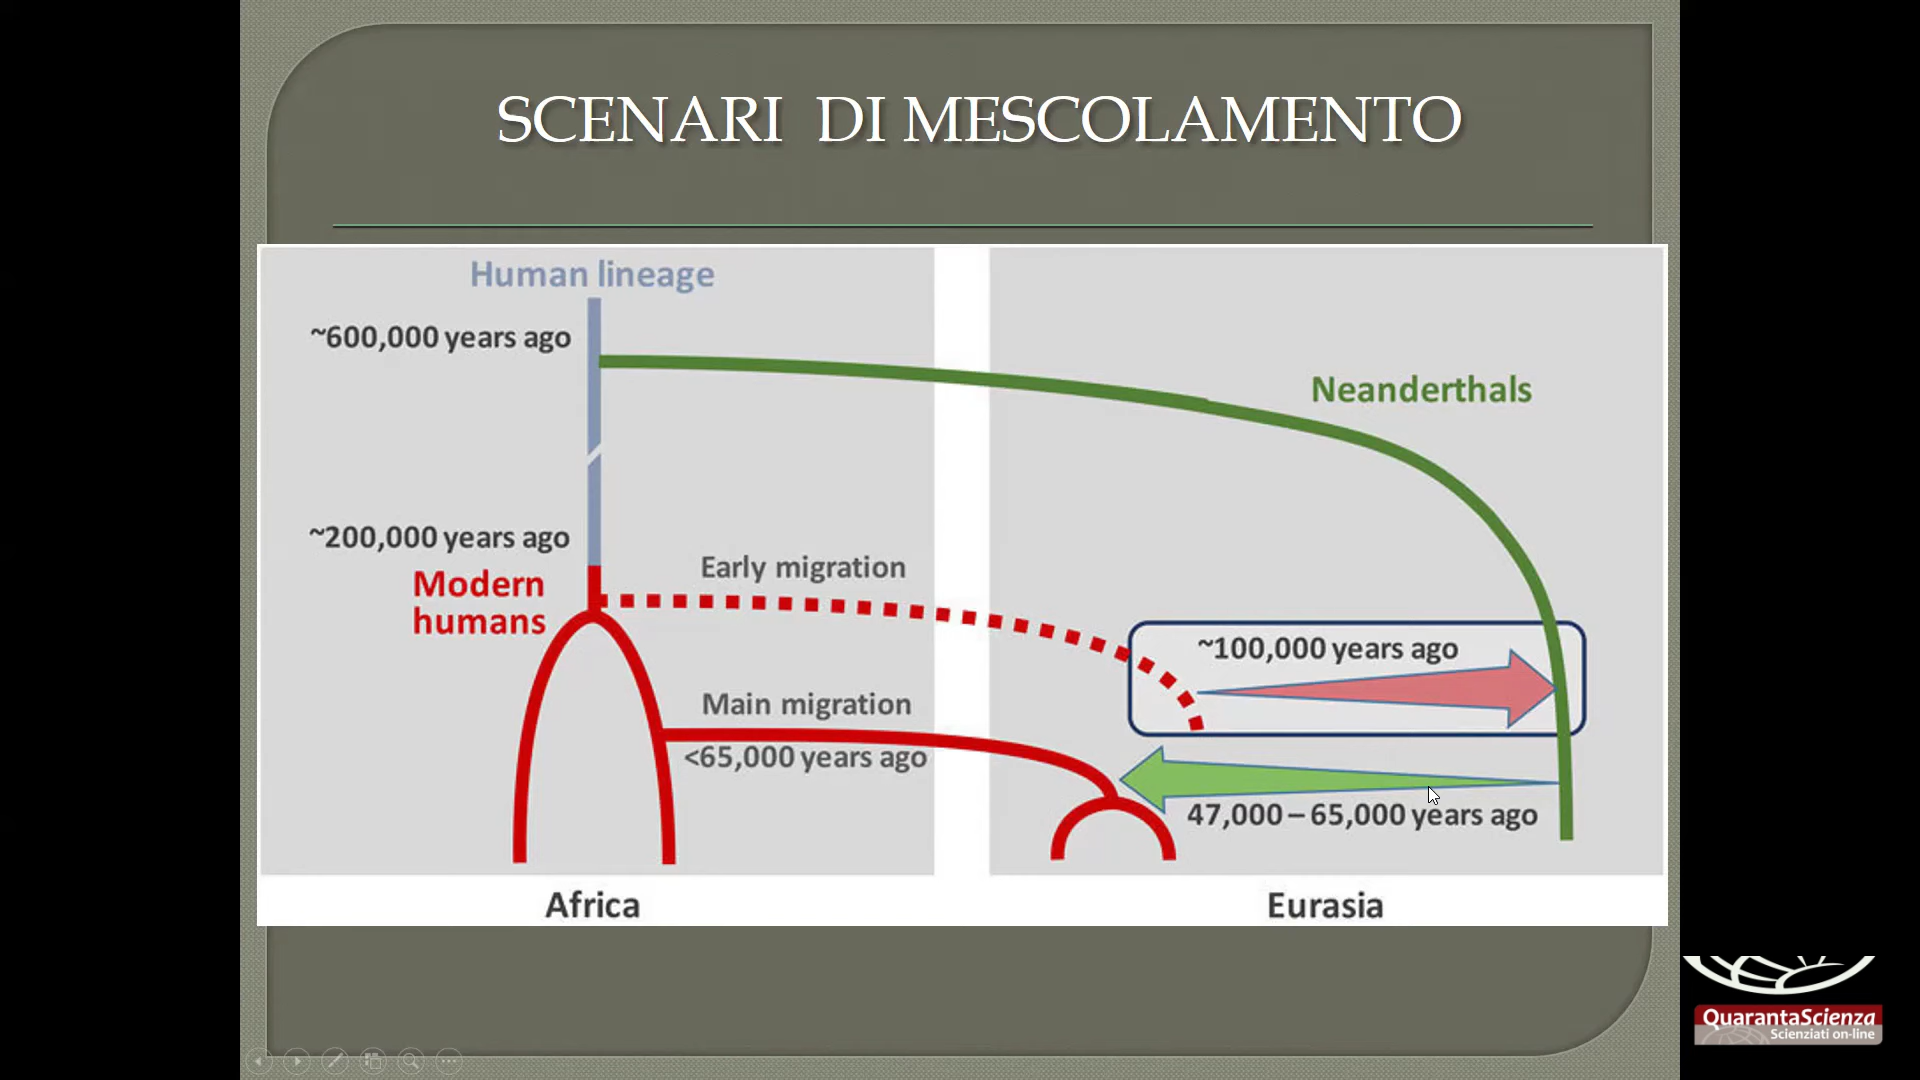 SCENARI DI MESCOLAMENTO
Human lineage
~600,000 years ago
Neanderthals
~200,000 years ago
Modern
humans
Early migration
~100,000 years ago
Main migration
<65,000 years ago
47,000 – 65,000 years ago
Africa
Eurasia
QuarantaScienza
Scienziati on-line